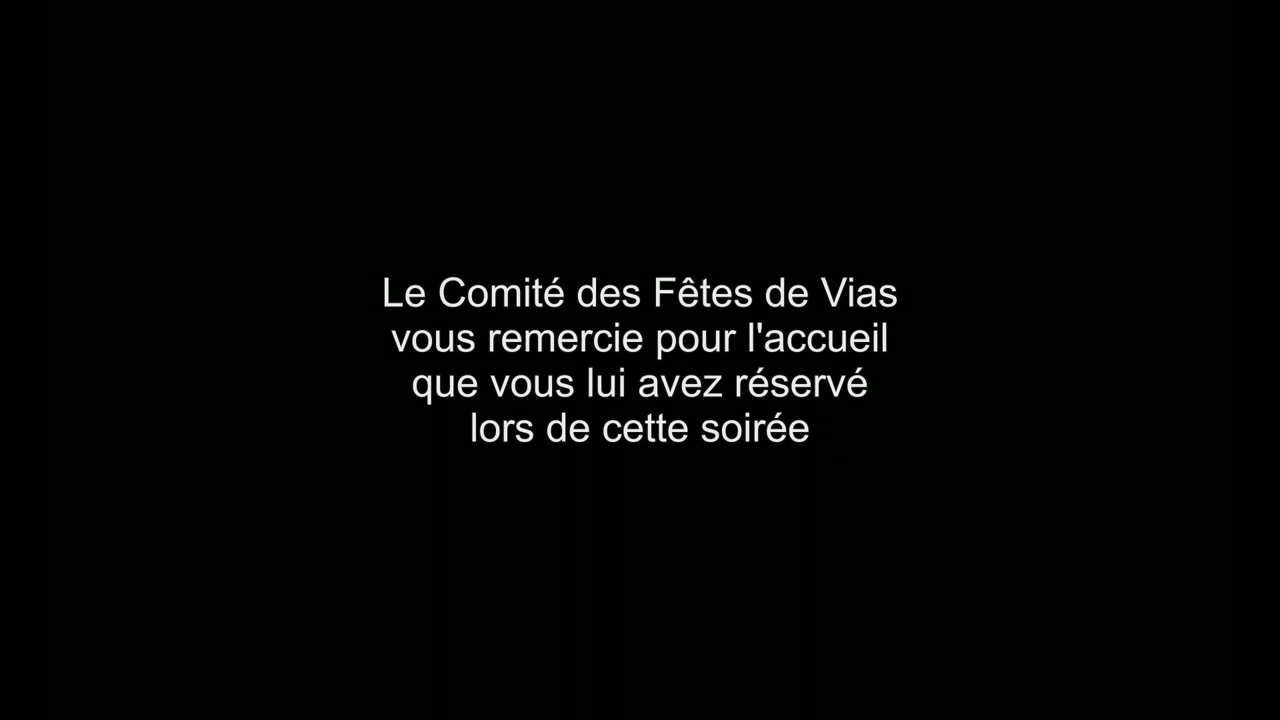 Le Comité des Fêtes de Vias
vous remercie pour l'accueil
que vous lui avez réservé
lors de cette soirée